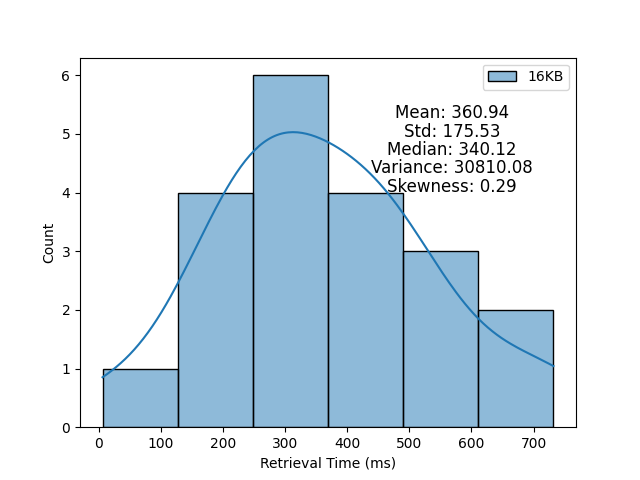 16KB
Mean: 360.94
Std: 175.53
Median: 340.12
Variance: 30810.08
Skewness: 0.29
6
5
4
3
2
1
0
Count
0 100 200 300 400 500 600 700
Retrieval Time (ms)